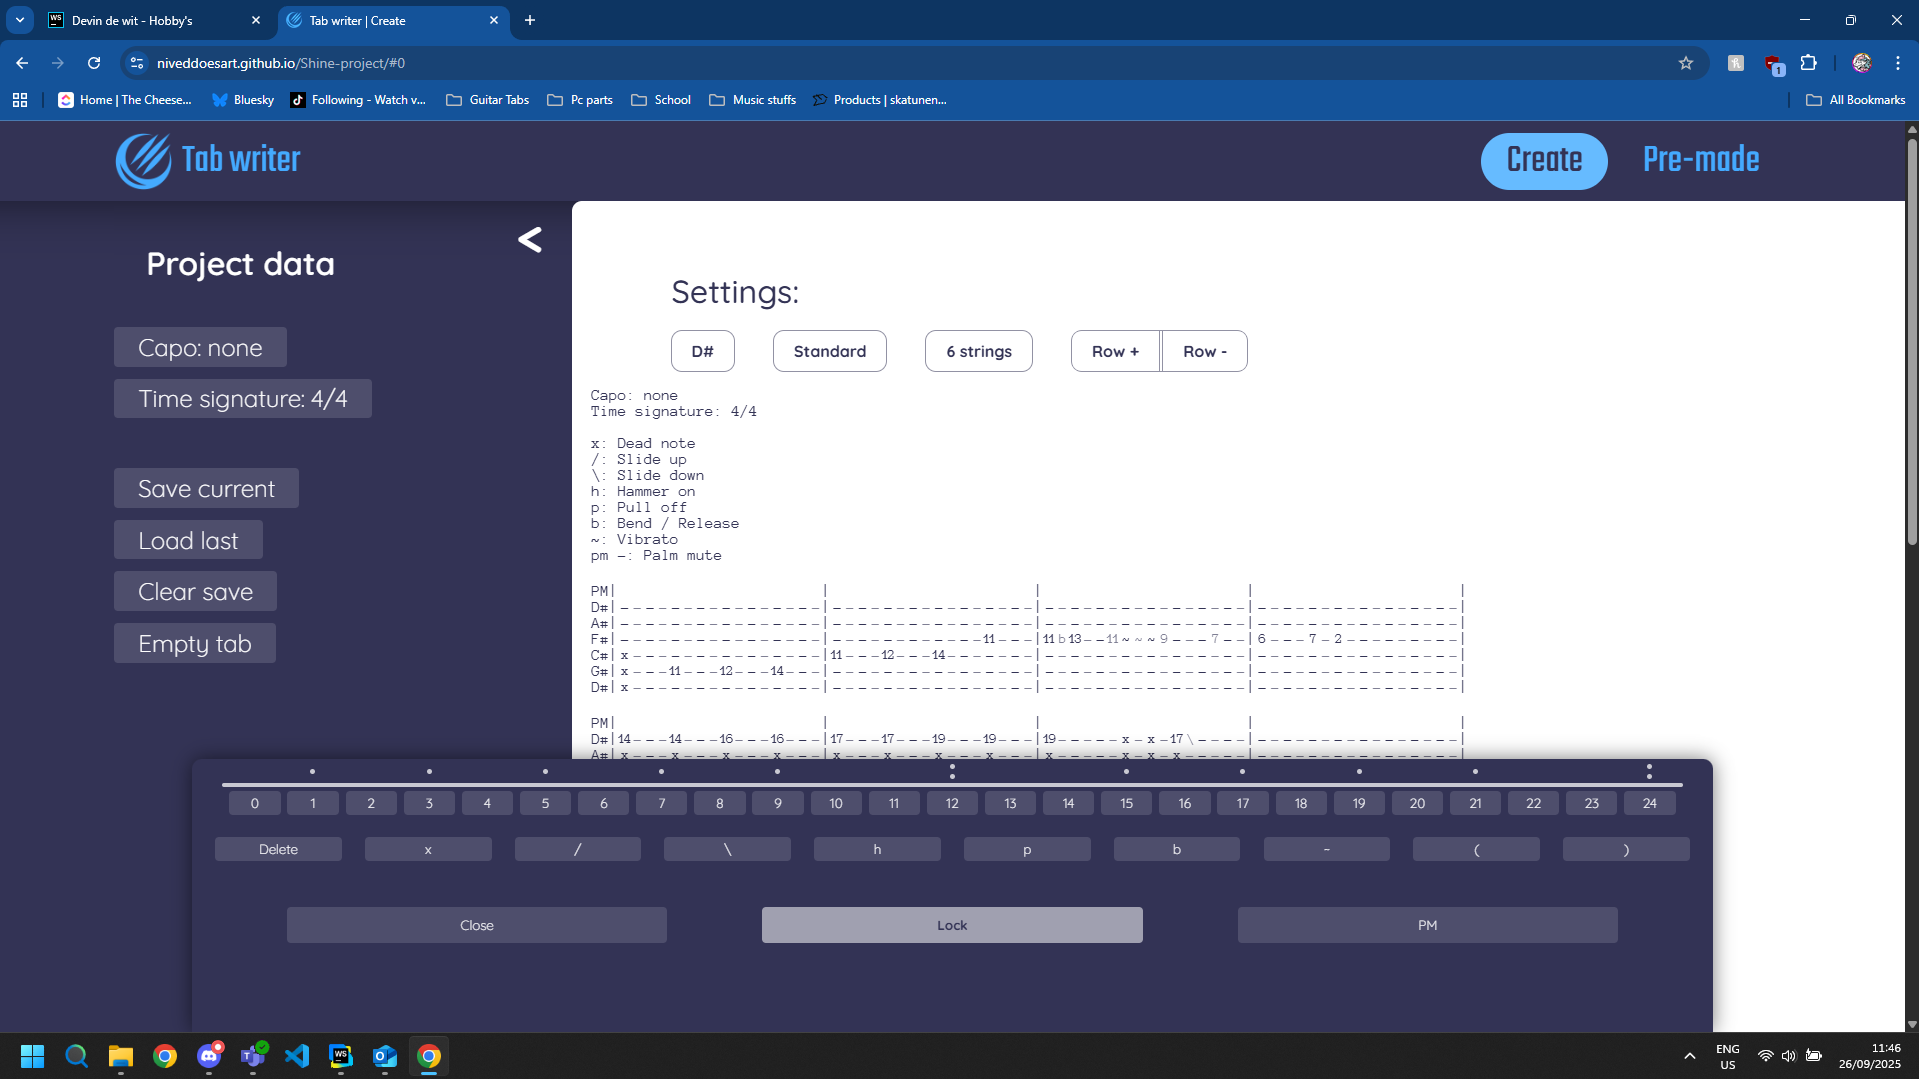 Devin de wit - Hobby's
Tab writer | Create
niveddoesart.github.io/Shine-project/#0
Home | The Cheese...
Bluesky
Following - Watch v...
Guitar Tabs
Pc parts
School
Music stuffs
Products | skatunen...
All Bookmarks
Tab writer
Create
Pre-made
Project data
<
Capo: none
Time signature: 4/4
Save current
Load last
Clear save
Empty tab
Settings:
D#
Standard
6 strings
Row +
Row -
Capo: none
Time signature: 4/4
x: Dead note
/: Slide up
\: Slide down
h: Hammer on
p: Pull off
b: Bend / Release
~: Vibrato
pm -: Palm mute
PM|                |                |                |                |
D#|----------------|----------------|----------------|----------------|
A#|----------------|----------------|----------------|----------------|
F#|----------------|------------11---|11b13--11~~~9---7--|6---7-2---------|
C#|x---------------|11---12---14------|----------------|----------------|
G#|x---11---12---14---|----------------|----------------|----------------|
D#|x---------------|----------------|----------------|----------------|
PM|                |                |                |                |
D#|14---14---16---16---|17---17---19---19---|19-----x-x-17\----|----------------|
A#|x---x---x---x---|x---x---x---x---|x-----x-x-x-----|----------------|
0 1 2 3 4 5 6 7 8 9 10 11 12 13 14 15 16 17 18 19 20 21 22 23 24
Delete x / \ h p b ~ ( )
Close
Lock
PM
ENG
US
11:46
26/09/2025